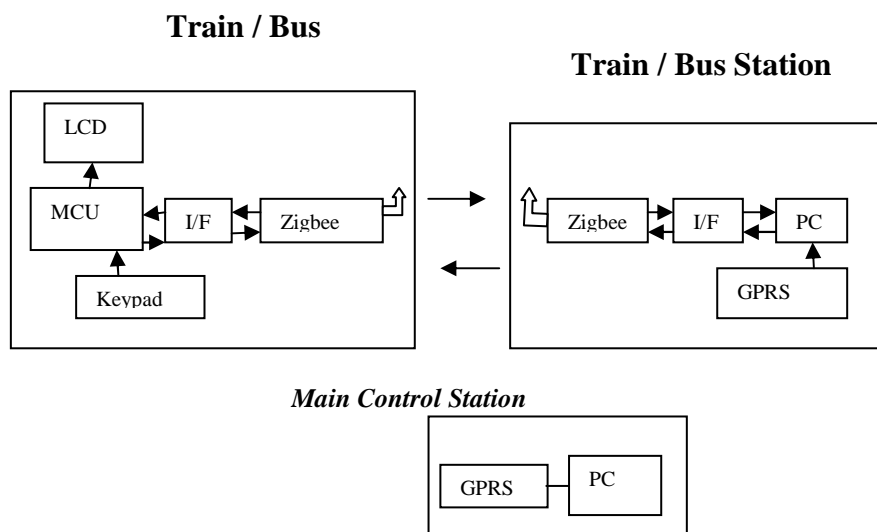 Train / Bus
Train / Bus Station
LCD
MCU
I/F
Zigbee
Keypad
Zigbee
I/F
PC
GPRS
Main Control Station
GPRS
PC